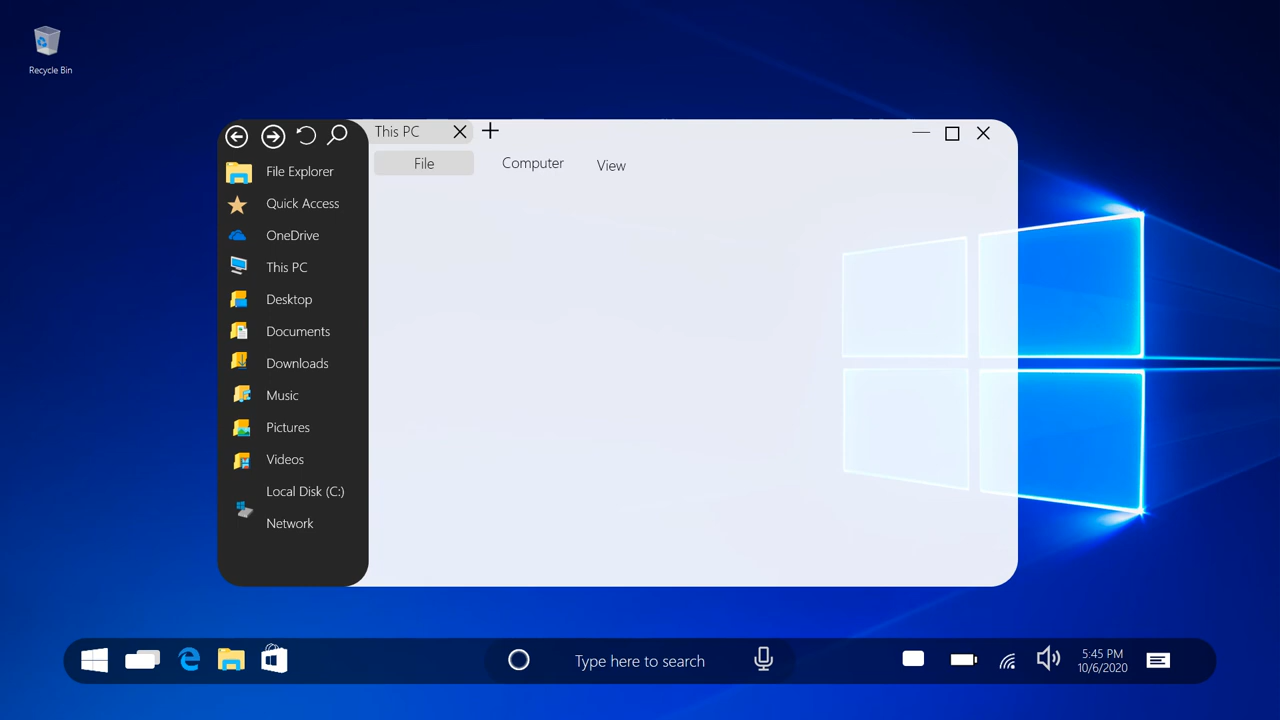 Recycle Bin
This PC
File
Computer
View
File Explorer
Quick Access
OneDrive
This PC
Desktop
Documents
Downloads
Music
Pictures
Videos
Local Disk (C:)
Network
Type here to search
5:45 PM
10/6/2020